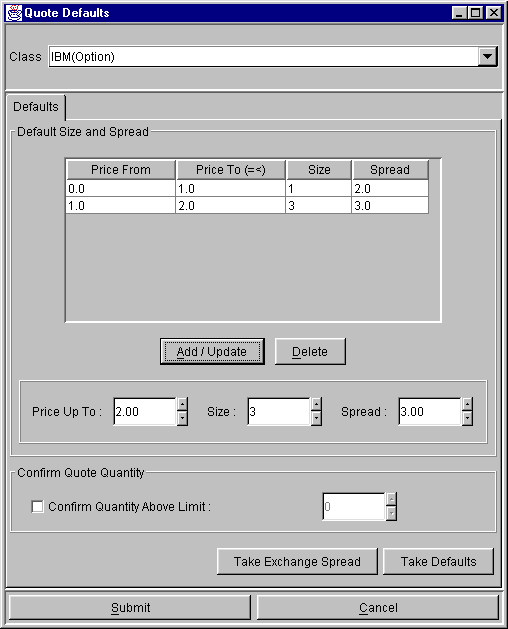 Quote Defaults
Class IBM(Option)
Defaults
Default Size and Spread
Price From Price To (=<) Size Spread
0.0 1.0 1 2.0
1.0 2.0 3 3.0
Add / Update Delete
Price Up To : 2.00 Size : 3 Spread : 3.00
Confirm Quote Quantity
Confirm Quantity Above Limit : 0
Take Exchange Spread Take Defaults
Submit Cancel